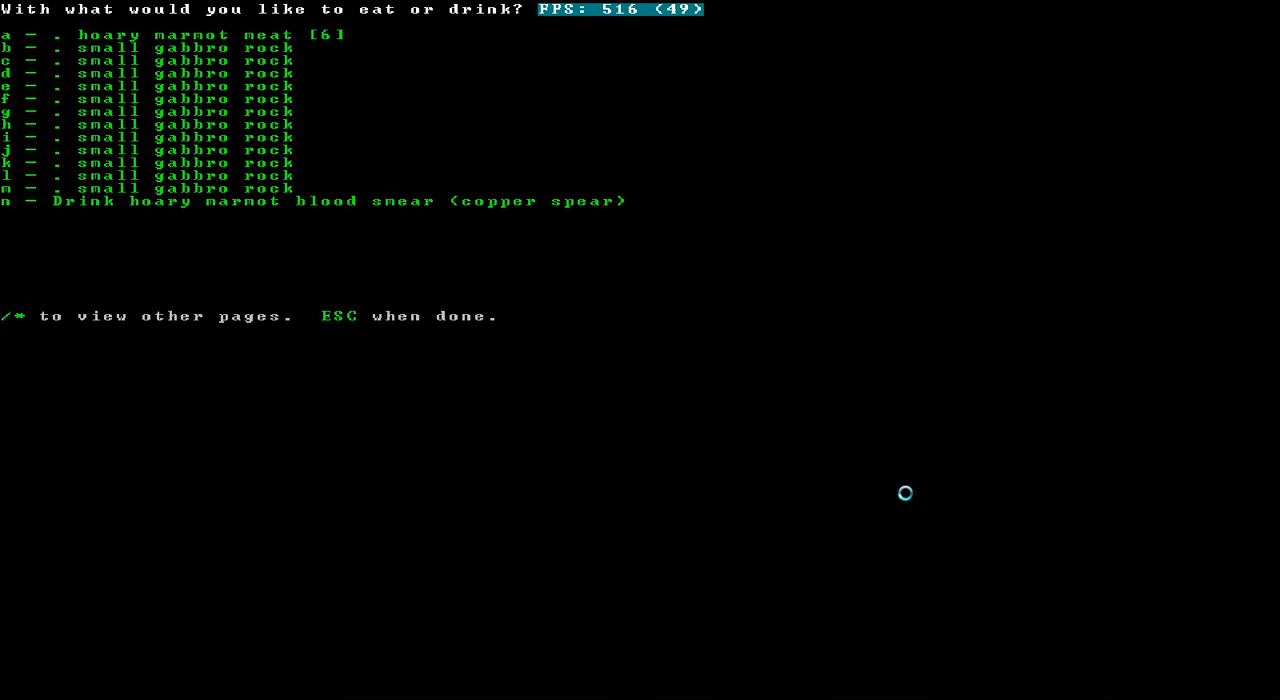 With what would you like to eat or drink? FPS: 516 (49)
a - . hoary marmot meat [6]
b - . small gabbro rock
c - . small gabbro rock
d - . small gabbro rock
e - . small gabbro rock
f - . small gabbro rock
g - . small gabbro rock
h - . small gabbro rock
i - . small gabbro rock
j - . small gabbro rock
k - . small gabbro rock
l - . small gabbro rock
m - . small gabbro rock
n - Drink hoary marmot blood smear (copper spear)
/* to view other pages.  ESC when done.